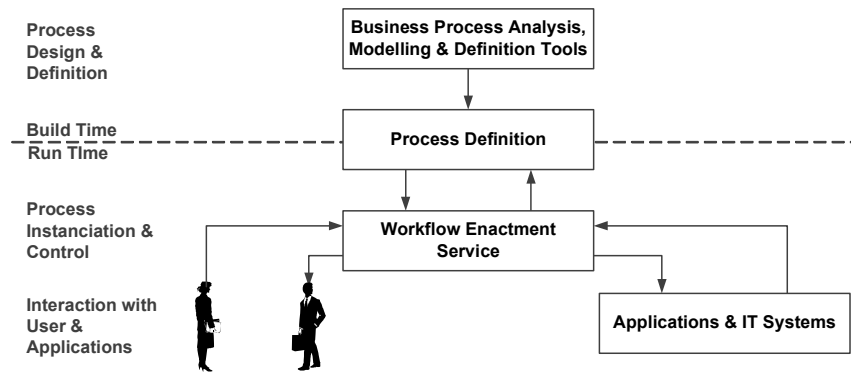 Process
Design &
Definition
Business Process Analysis,
Modelling & Definition Tools
Build Time
Run TIme
Process Definition
Process
Instanciation &
Control
Workflow Enactment
Service
Interaction with
User &
Applications
Applications & IT Systems